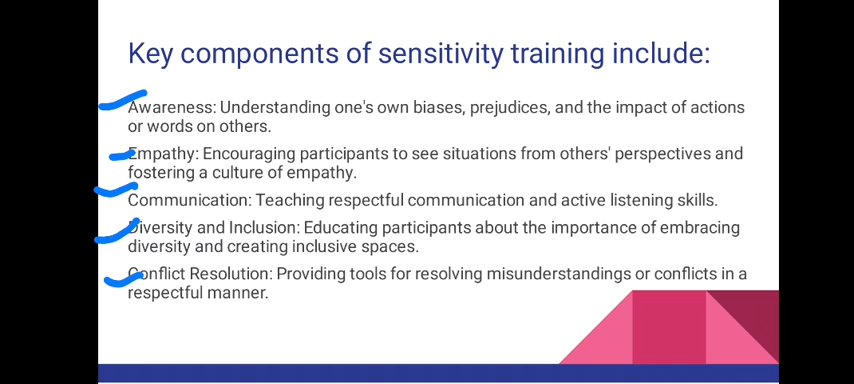 Key components of sensitivity training include:
Awareness: Understanding one's own biases, prejudices, and the impact of actions
or words on others.
Empathy: Encouraging participants to see situations from others' perspectives and
fostering a culture of empathy.
Communication: Teaching respectful communication and active listening skills.
Diversity and Inclusion: Educating participants about the importance of embracing
diversity and creating inclusive spaces.
Conflict Resolution: Providing tools for resolving misunderstandings or conflicts in a
respectful manner.